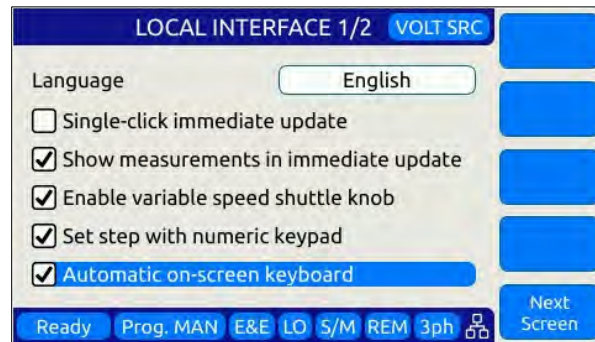 LOCAL INTERFACE 1/2 VOLT SRC
Language English
Single-click immediate update
Show measurements in immediate update
Enable variable speed shuttle knob
Set step with numeric keypad
Automatic on-screen keyboard
Ready Prog. MAN E&E LO S/M REM 3ph
Next
Screen